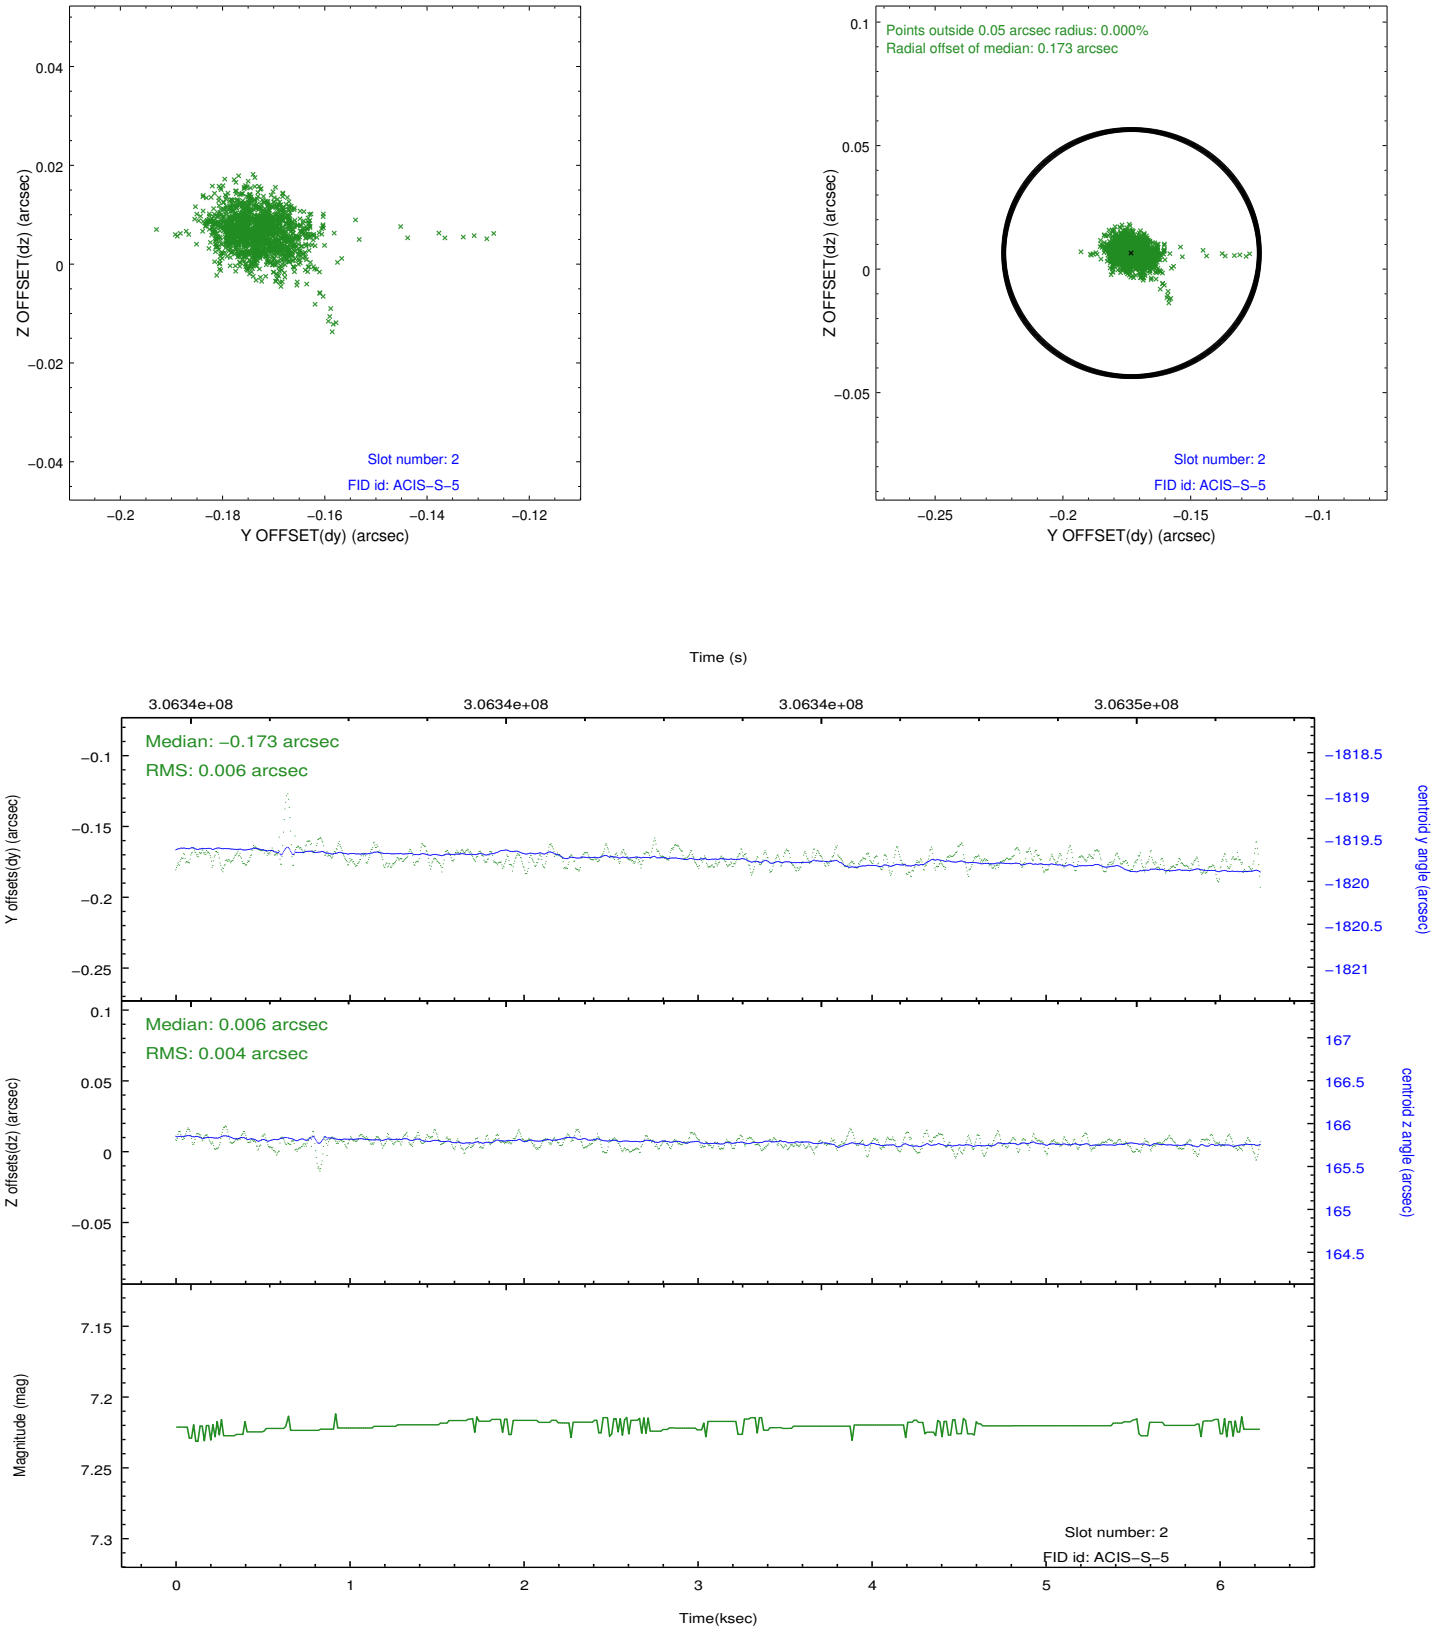 0.04
0.02
0
−0.02
−0.04
Z OFFSET(dz) (arcsec)
Slot number: 2
FID id: ACIS−S−5
−0.2
−0.18
−0.16
−0.14
−0.12
Y OFFSET(dy) (arcsec)
Points outside 0.05 arcsec radius: 0.000%
Radial offset of median: 0.173 arcsec
0.1
0.05
0
−0.05
Z OFFSET(dz) (arcsec)
Slot number: 2
FID id: ACIS−S−5
−0.25
−0.2
−0.15
−0.1
Y OFFSET(dy) (arcsec)
Time (s)
3.0634e+08
3.0634e+08
3.0634e+08
3.0635e+08
Median: −0.173 arcsec
RMS: 0.006 arcsec
−0.1
−0.15
−0.2
−0.25
Y offsets(dy) (arcsec)
−1818.5
−1819
−1819.5
−1820
−1820.5
−1821
centroid y angle (arcsec)
Median: 0.006 arcsec
RMS: 0.004 arcsec
0.1
0.05
0
−0.05
Z offsets(dz) (arcsec)
167
166.5
166
165.5
165
164.5
centroid z angle (arcsec)
7.15
7.2
7.25
7.3
Magnitude (mag)
Slot number: 2
FID id: ACIS−S−5
0
1
2
3
4
5
6
Time(ksec)